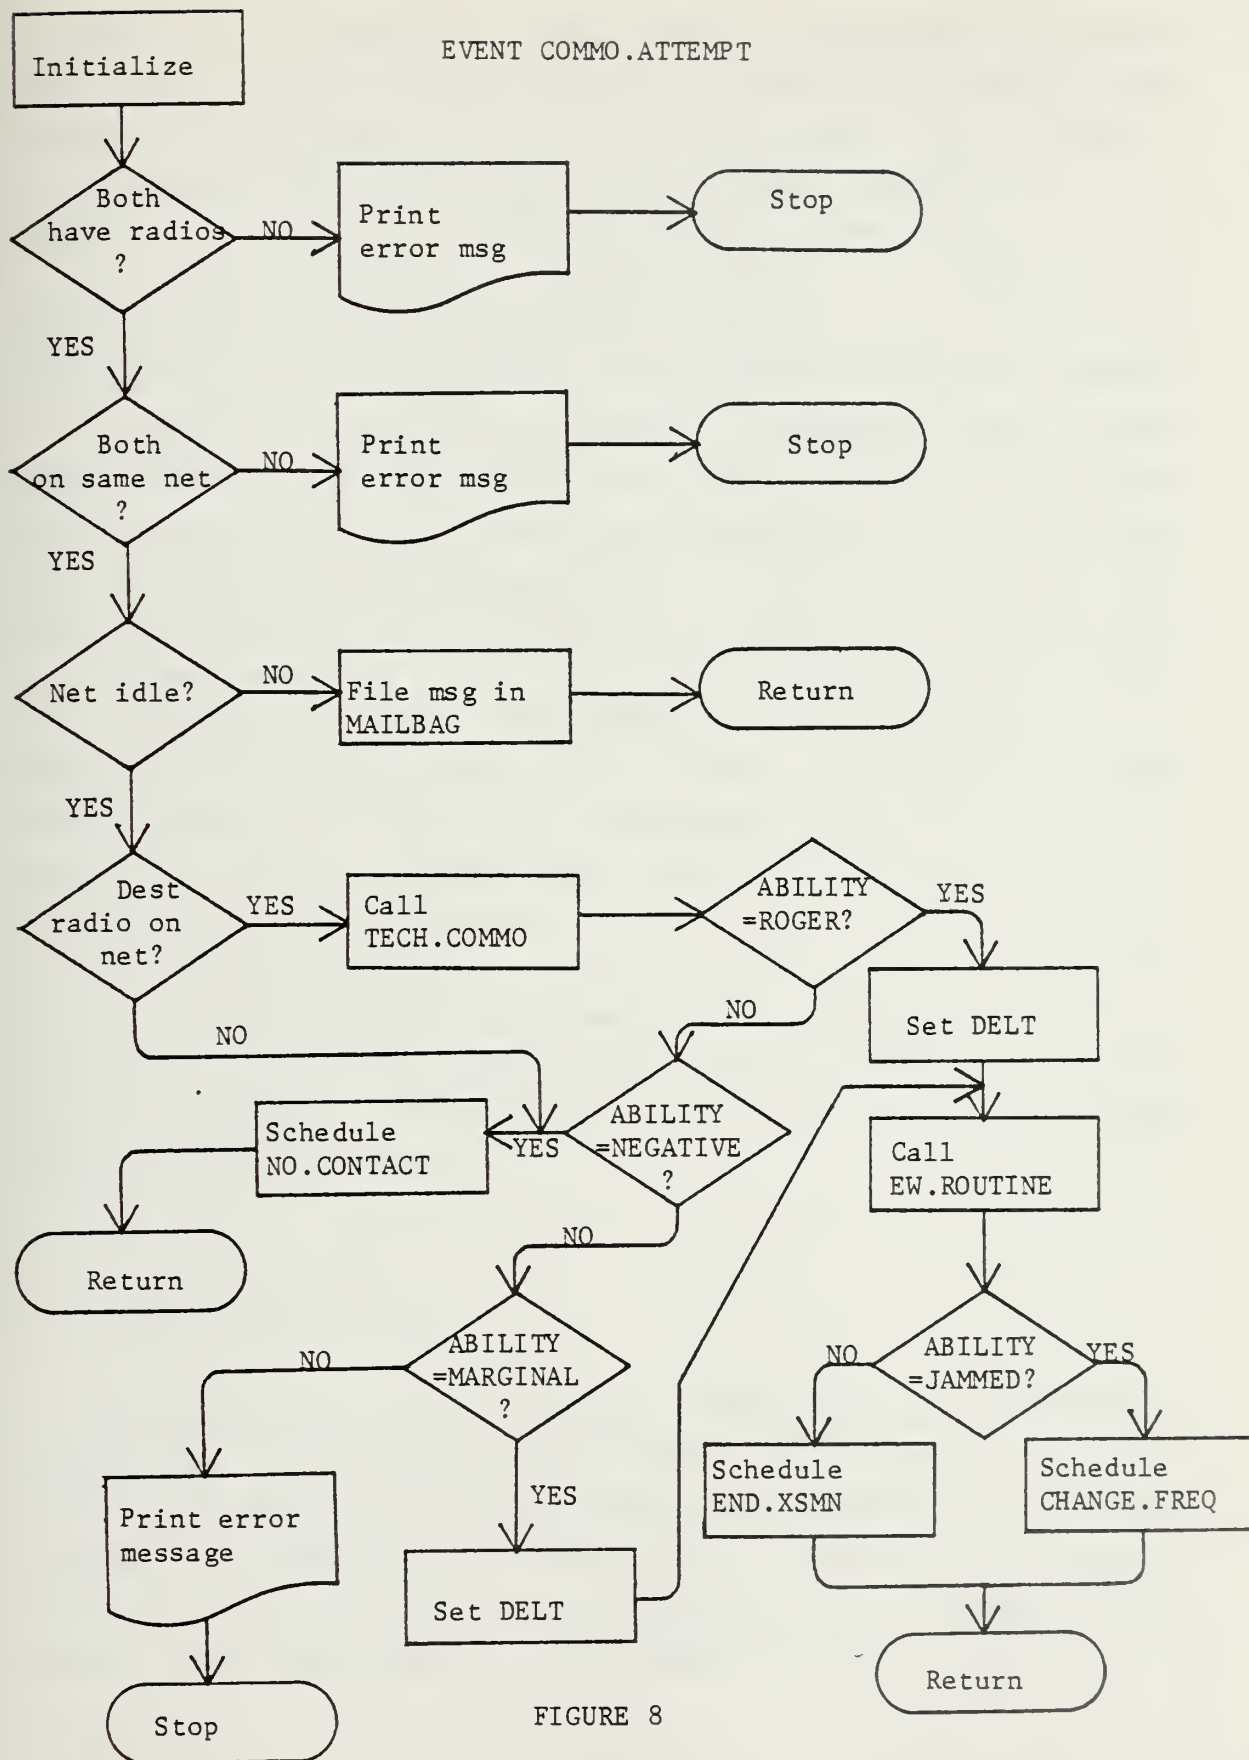 EVENT COMMO.ATTEMPT
Initialize
Both
have radios
?
NO
Print
error msg
Stop
YES
Both
on same net
?
NO
Print
error msg
Stop
YES
Net idle?
NO
File msg in
MAILBAG
Return
YES
Dest
radio on
net?
YES
Call
TECH.COMMO
ABILITY
=ROGER?
YES
Set DELT
NO
NO
ABILITY
=NEGATIVE
?
YES
Schedule
NO.CONTACT
Return
Call
EW.ROUTINE
NO
ABILITY
=MARGINAL
?
NO
Print error
message
Stop
YES
Set DELT
ABILITY
=JAMMED?
NO
YES
Schedule
END.XSMN
Schedule
CHANGE.FREQ
Return
FIGURE 8